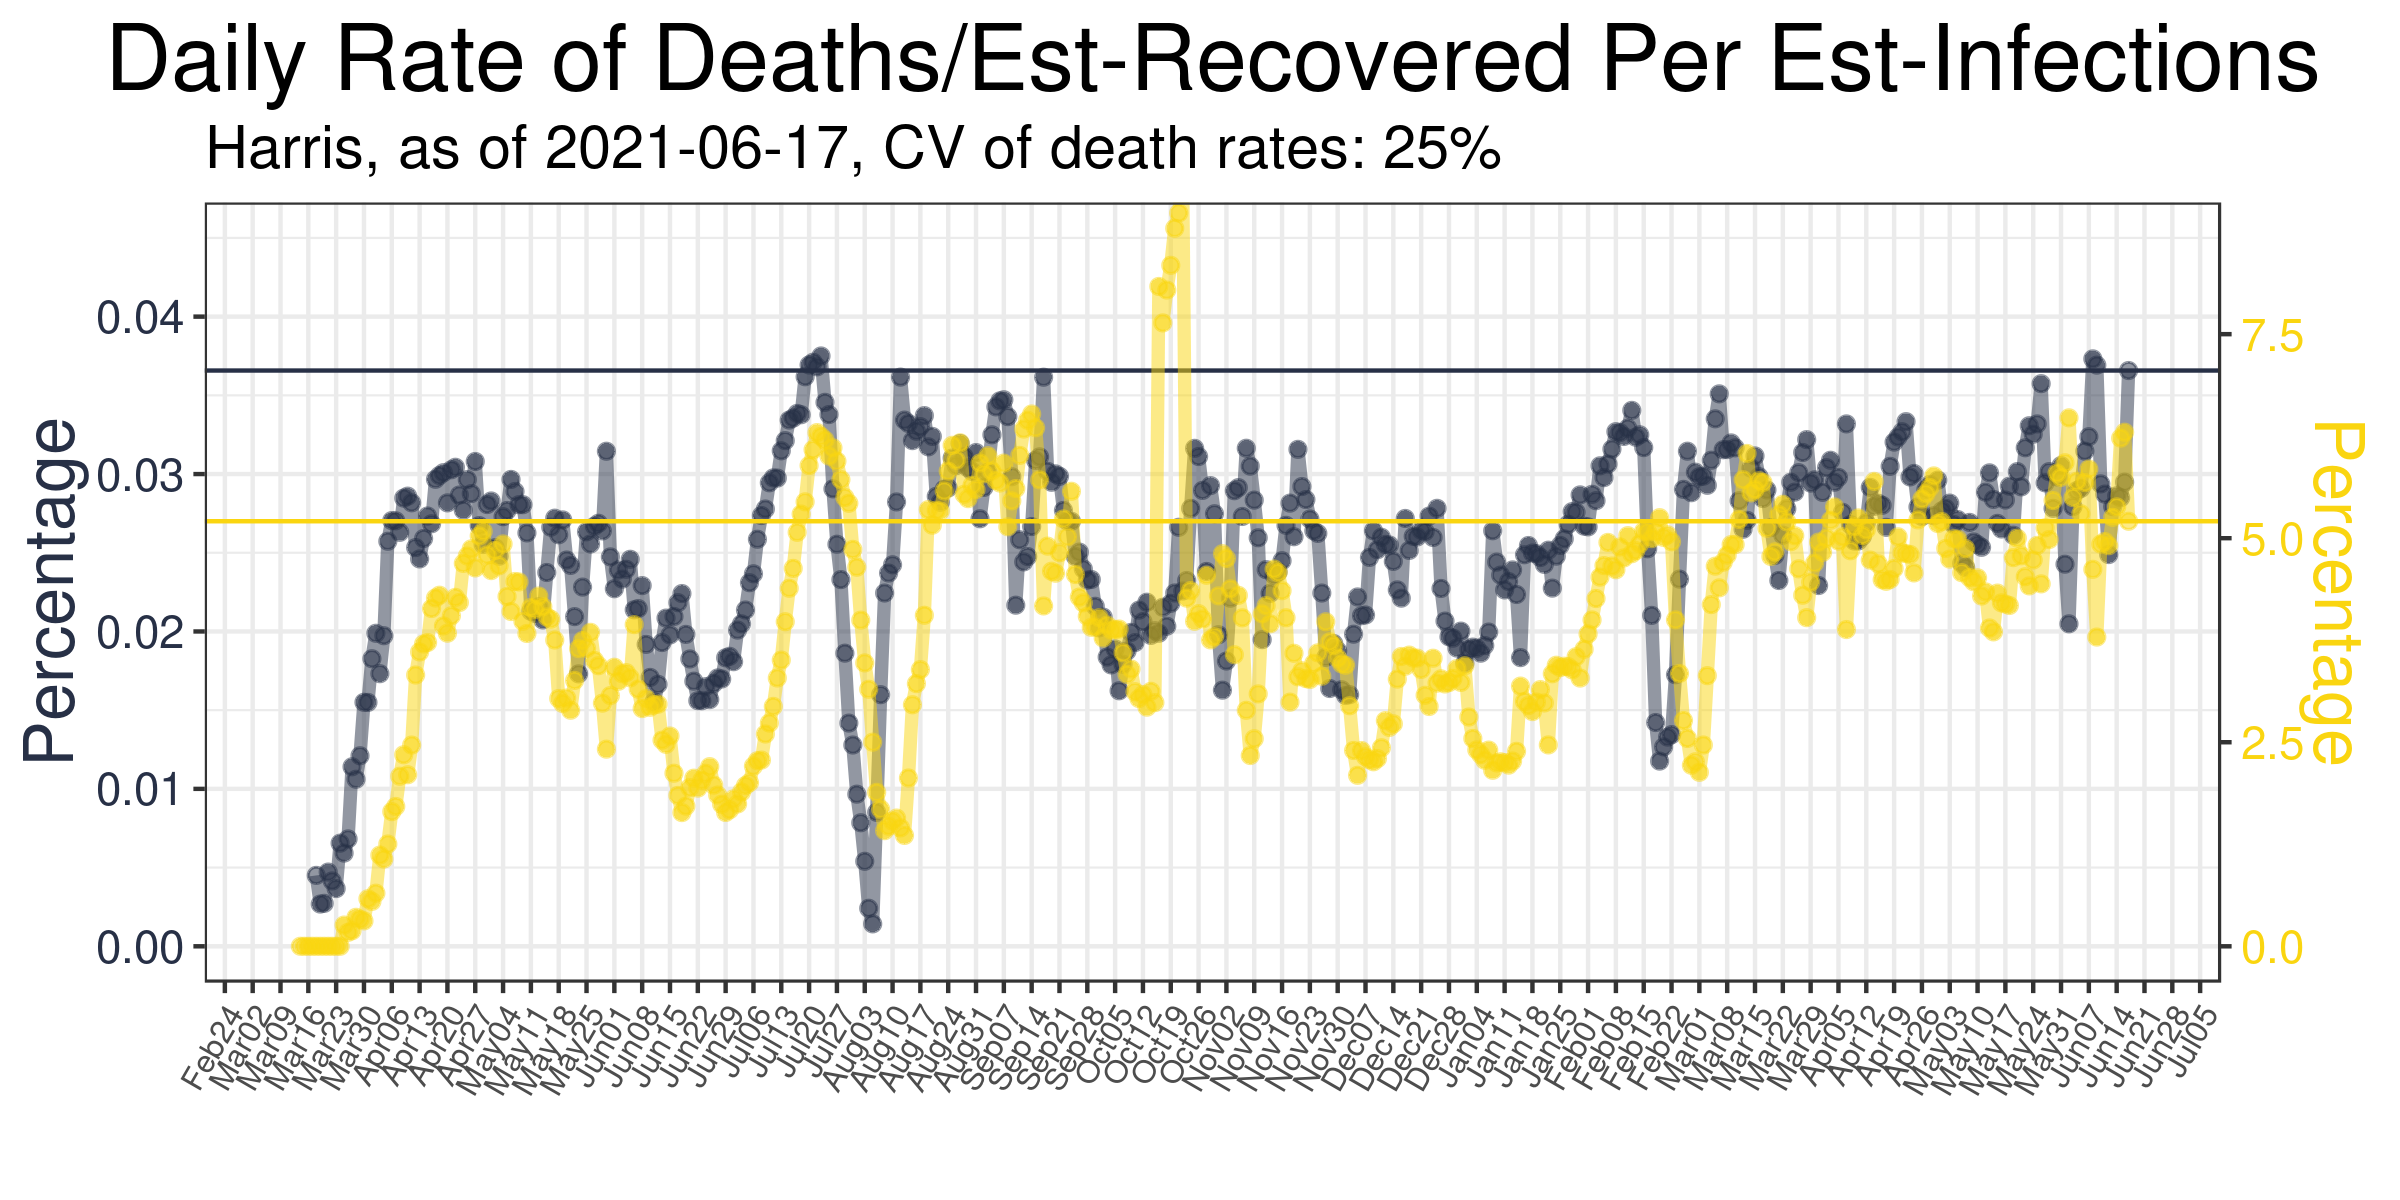 Daily Rate of Deaths/Est-Recovered Per Est-Infections
Harris, as of 2021-06-17, CV of death rates: 25%
Percentage
0.04
0.03
0.02
0.01
0.00
7.5
5.0
2.5
0.0
Percentage
Feb24
Mar02
Mar09
Mar16
Mar23
Mar30
Apr06
Apr13
Apr20
Apr27
May04
May11
May18
May25
Jun01
Jun08
Jun15
Jun22
Jun29
Jul06
Jul13
Jul20
Jul27
Aug03
Aug10
Aug17
Aug24
Aug31
Sep07
Sep14
Sep21
Sep28
Oct05
Oct12
Oct19
Oct26
Nov02
Nov09
Nov16
Nov23
Nov30
Dec07
Dec14
Dec21
Dec28
Jan04
Jan11
Jan18
Jan25
Feb01
Feb08
Feb15
Feb22
Mar01
Mar08
Mar15
Mar22
Mar29
Apr05
Apr12
Apr19
Apr26
May03
May10
May17
May24
May31
Jun07
Jun14
Jun21
Jun28
Jul05